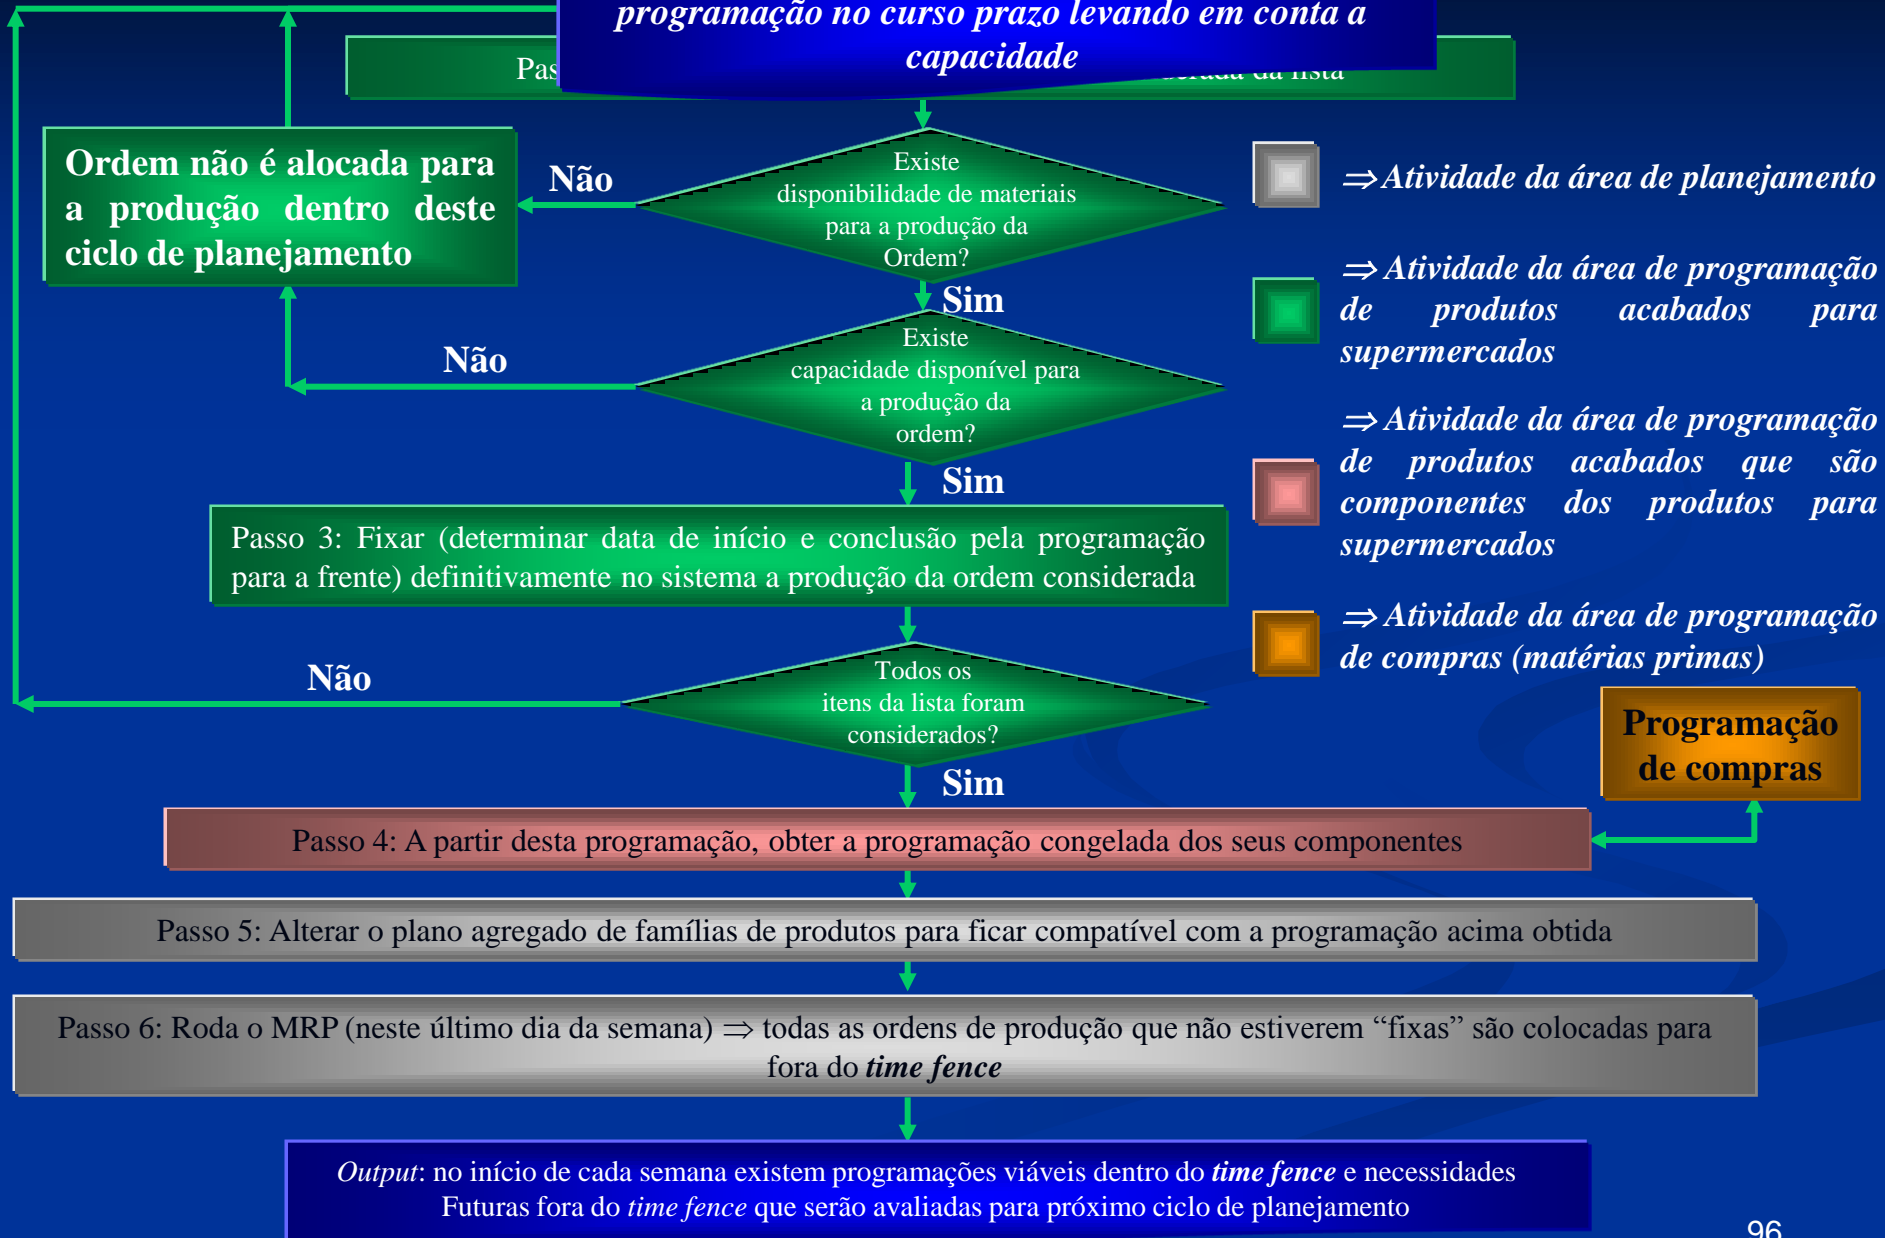 programação no curso prazo levando em conta a
capacidade
da lista
Ordem não é alocada para
a produção dentro deste
ciclo de planejamento
Não
Existe
disponibilidade de materiais
para a produção da
Ordem?
Sim
Não
Existe
capacidade disponível para
a produção da
ordem?
Sim
Passo 3: Fixar (determinar data de início e conclusão pela programação
para a frente) definitivamente no sistema a produção da ordem considerada
Não
Todos os
itens da lista foram
considerados?
Sim
⇒ Atividade da área de planejamento
⇒ Atividade da área de programação
de produtos acabados para
supermercados
⇒ Atividade da área de programação
de produtos acabados que são
componentes dos produtos para
supermercados
⇒ Atividade da área de programação
de compras (matérias primas)
Programação
de compras
Passo 4: A partir desta programação, obter a programação congelada dos seus componentes
Passo 5: Alterar o plano agregado de famílias de produtos para ficar compatível com a programação acima obtida
Passo 6: Roda o MRP (neste último dia da semana) ⇒ todas as ordens de produção que não estiverem “fixas” são colocadas para
fora do time fence
Output: no início de cada semana existem programações viáveis dentro do time fence e necessidades
Futuras fora do time fence que serão avaliadas para próximo ciclo de planejamento
96